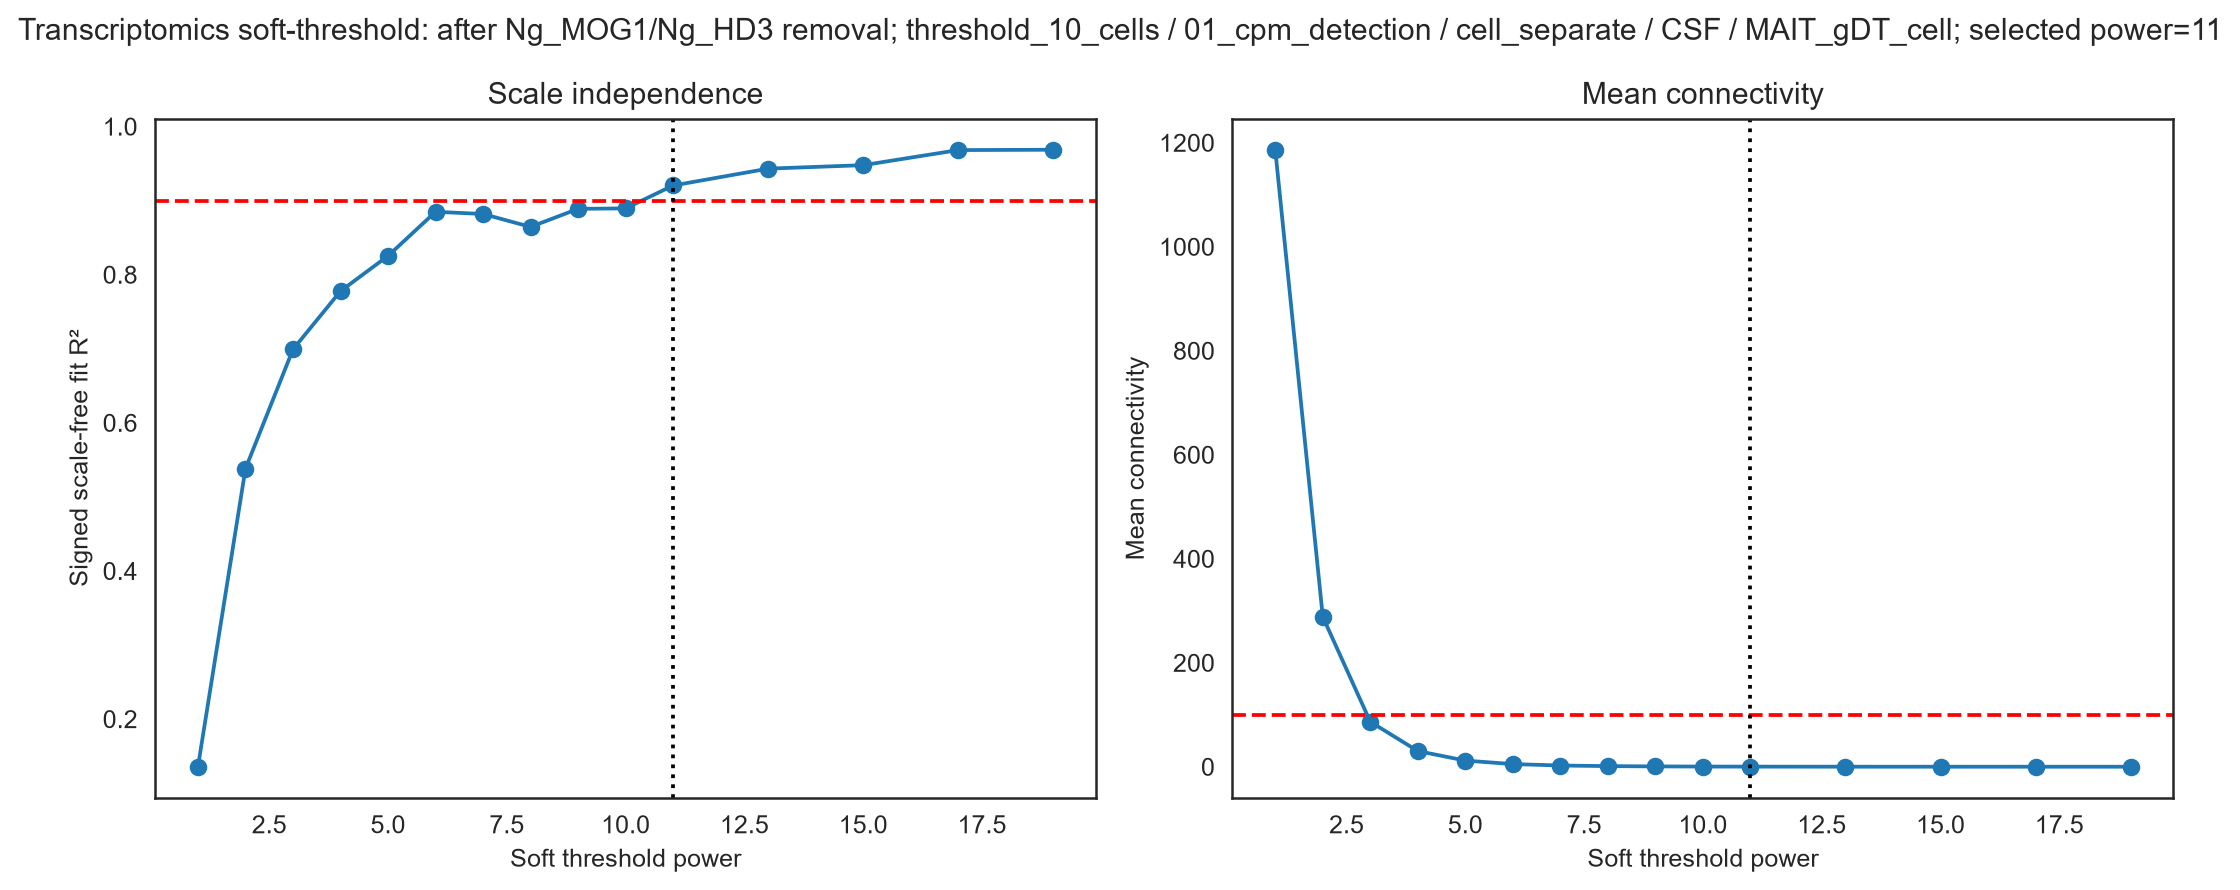 Transcriptomics soft-threshold: after Ng_MOG1/Ng_HD3 removal; threshold_10_cells / 01_cpm_detection / cell_separate / CSF / MAIT_gDT_cell; selected power=11
Scale independence
1.0
0.8
0.6
0.4
0.2
Signed scale-free fit R²
2.5 5.0 7.5 10.0 12.5 15.0 17.5
Soft threshold power
Mean connectivity
1200
1000
800
600
400
200
0
Mean connectivity
2.5 5.0 7.5 10.0 12.5 15.0 17.5
Soft threshold power